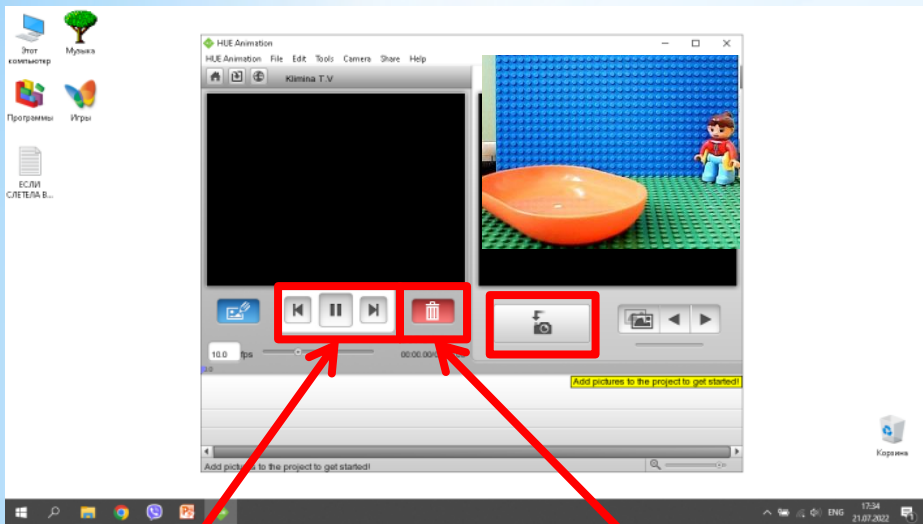 Этот
компьютер
Музыка
Программы
Игры
ЕСЛИ
СЛЕТЕЛА В...
HUE Animation
HUE Animation File Edit Tools Camera Share Help
Klimina T.V
10.0 fps
00:00.00/
0.0
Add pictures to the project to get started!
Add pictures to the project to get started!
Корзина
ENG
17:34
21.07.2022